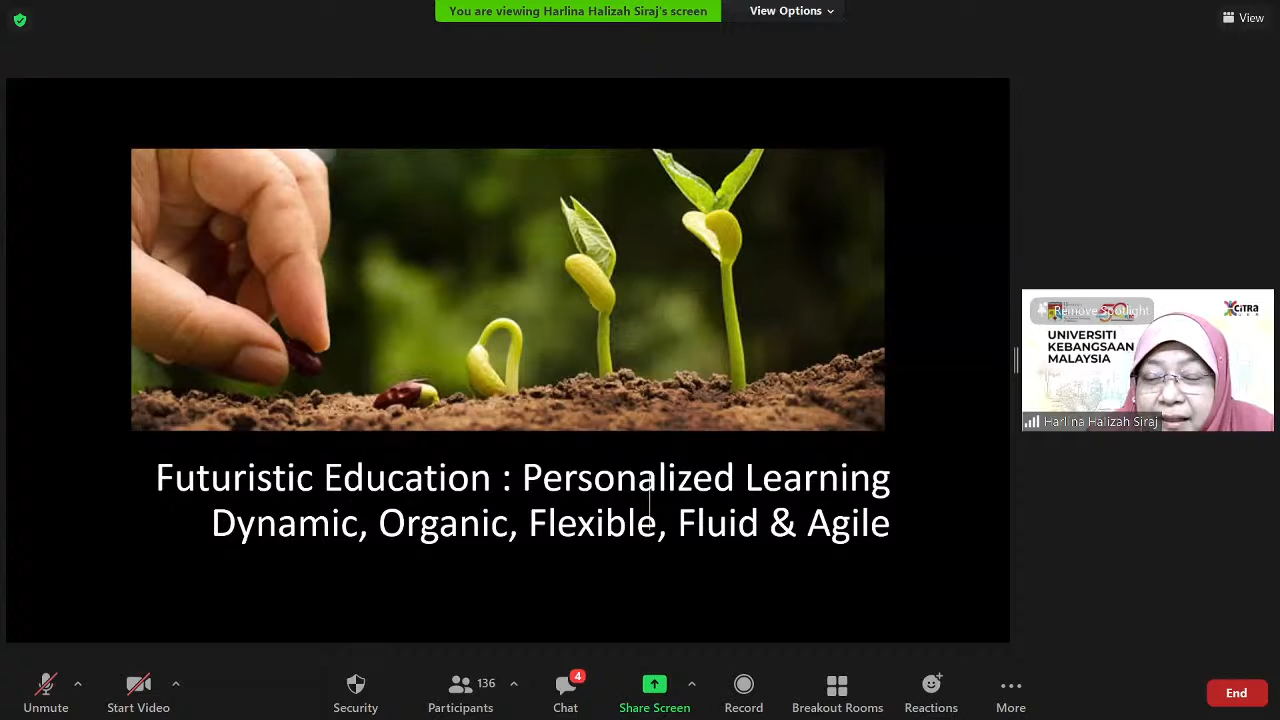 You are viewing Harlina Halizah Siraj's screen
View Options
View
Remove Spotlight
CiTRA
UNIVERSITI
KEBANGSAAN
MALAYSIA
Harlina Halizah Siraj
Futuristic Education : Personalized Learning
Dynamic, Organic, Flexible, Fluid & Agile
136
4
Unmute
Start Video
Security
Participants
Chat
Share Screen
Record
Breakout Rooms
Reactions
More
End